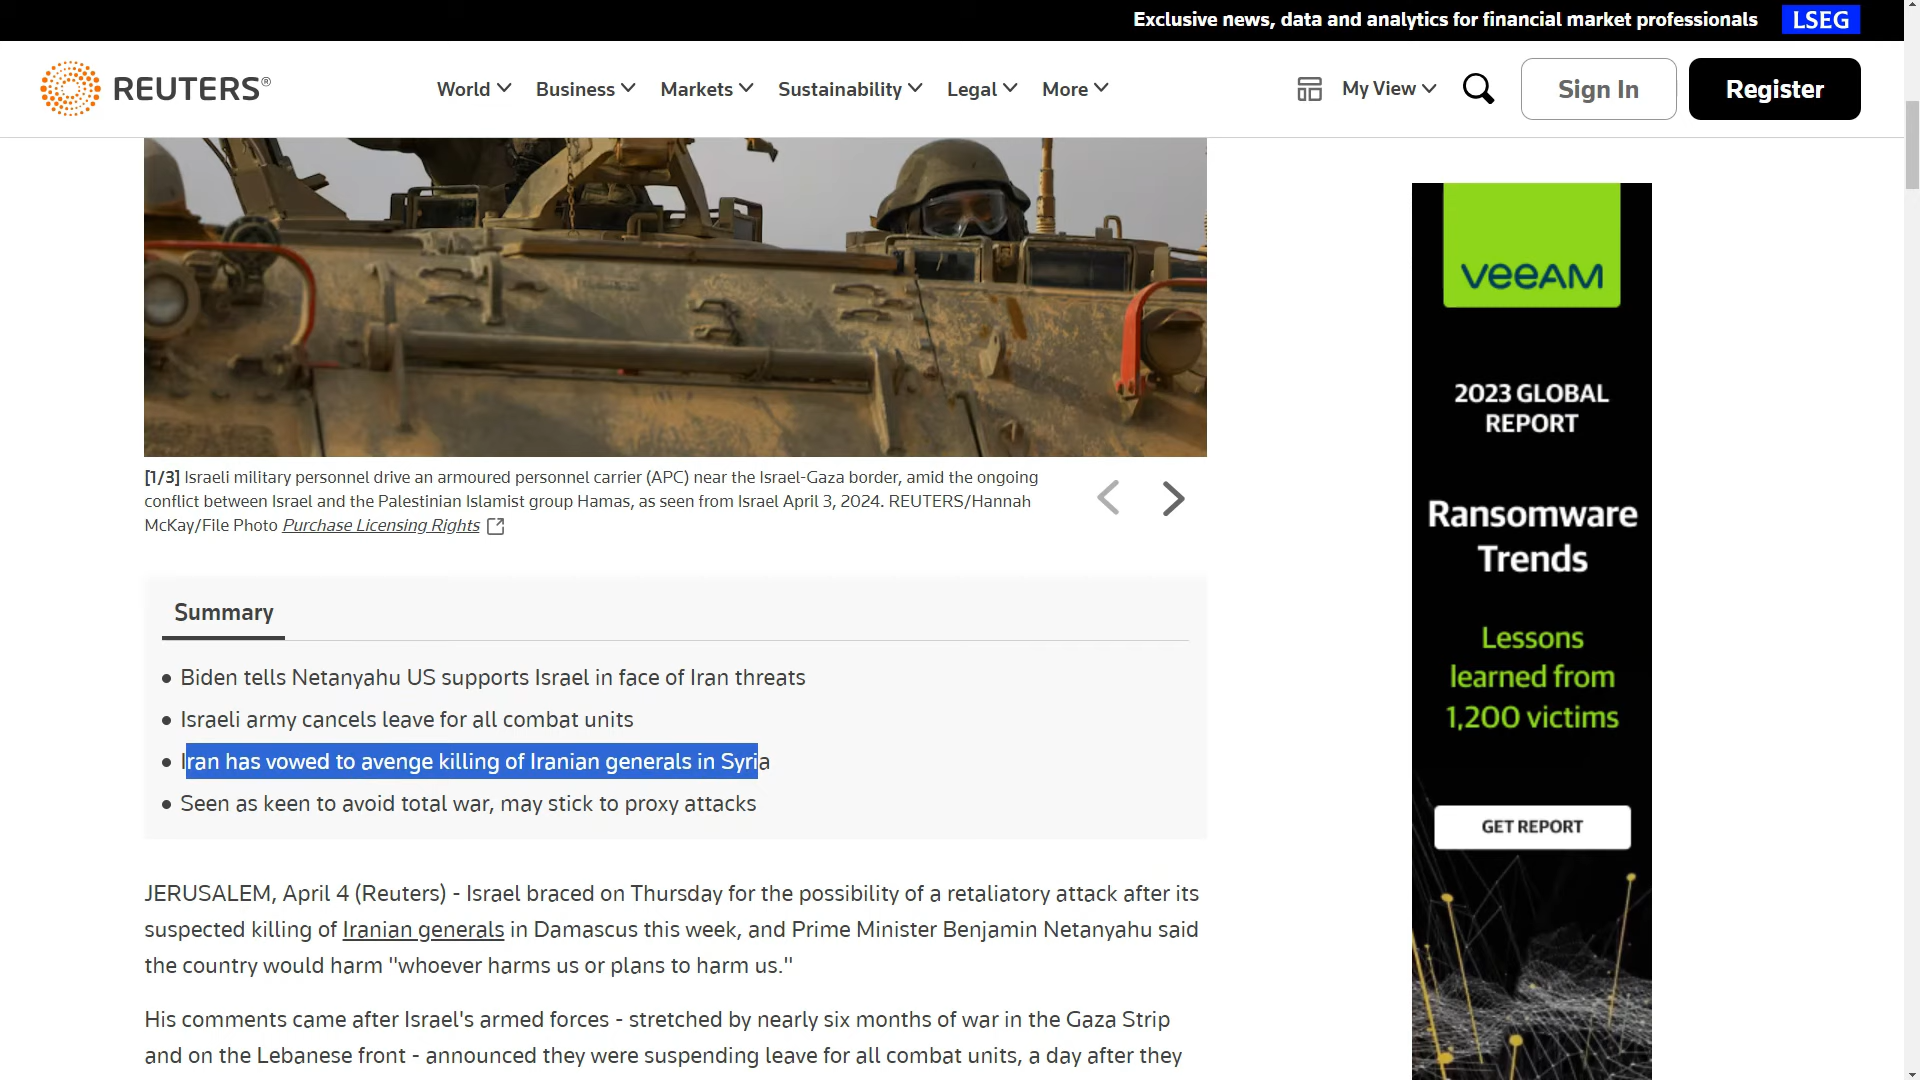 Exclusive news, data and analytics for financial market professionals LSEG
REUTERS® World Business Markets Sustainability Legal More My View Sign In Register
[1/3] Israeli military personnel drive an armoured personnel carrier (APC) near the Israel-Gaza border, amid the ongoing
conflict between Israel and the Palestinian Islamist group Hamas, as seen from Israel April 3, 2024. REUTERS/Hannah
McKay/File Photo Purchase Licensing Rights
Summary
Biden tells Netanyahu US supports Israel in face of Iran threats
Israeli army cancels leave for all combat units
Iran has vowed to avenge killing of Iranian generals in Syria
Seen as keen to avoid total war, may stick to proxy attacks
JERUSALEM, April 4 (Reuters) - Israel braced on Thursday for the possibility of a retaliatory attack after its
suspected killing of Iranian generals in Damascus this week, and Prime Minister Benjamin Netanyahu said
the country would harm "whoever harms us or plans to harm us."
His comments came after Israel's armed forces - stretched by nearly six months of war in the Gaza Strip
and on the Lebanese front - announced they were suspending leave for all combat units, a day after they
veeAM
2023 GLOBAL
REPORT
Ransomware
Trends
Lessons
learned from
1,200 victims
GET REPORT